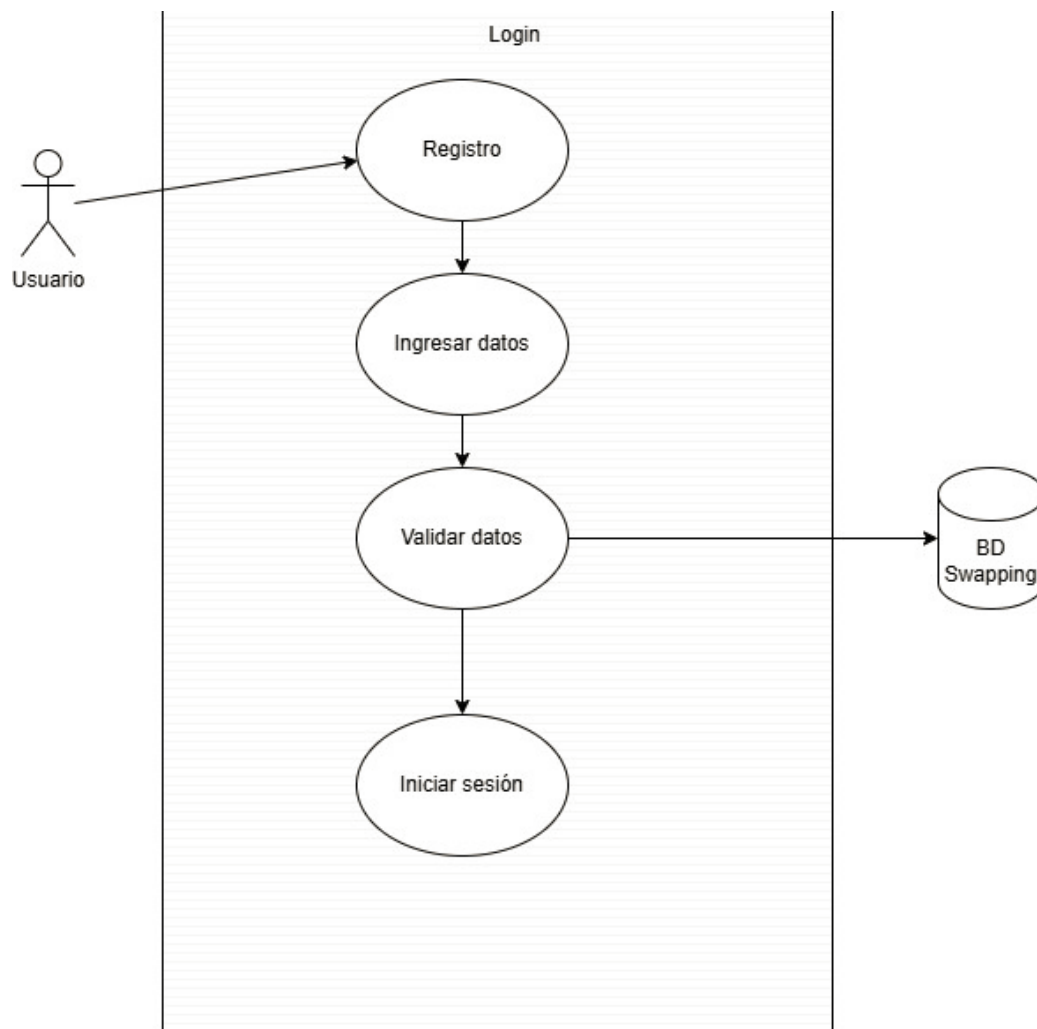 Login
Registro
Usuario
Ingresar datos
Validar datos
BD
Swapping
Iniciar sesión